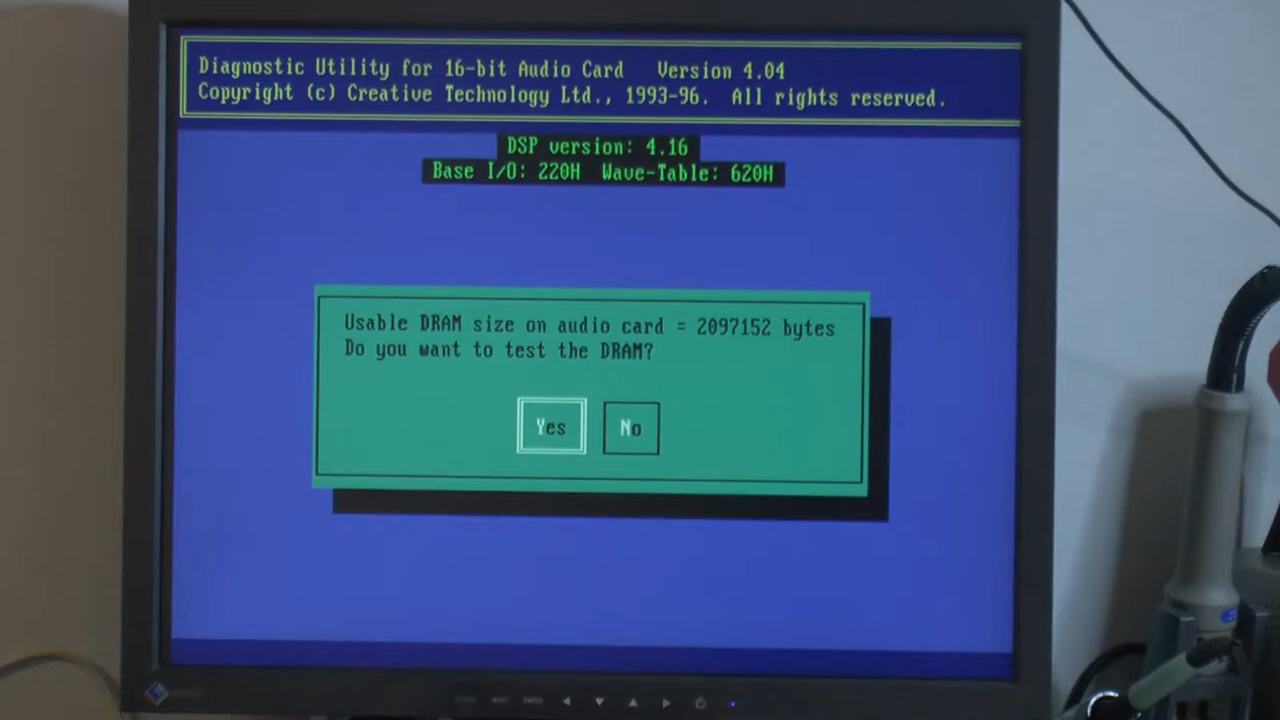 Diagnostic Utility for 16-bit Audio Card Version 4.04
Copyright (c) Creative Technology Ltd., 1993-96. All rights reserved.
DSP version: 4.16
Base I/O: 220H Wave-Table: 620H
Usable DRAM size on audio card = 2097152 bytes
Do you want to test the DRAM?
Yes No